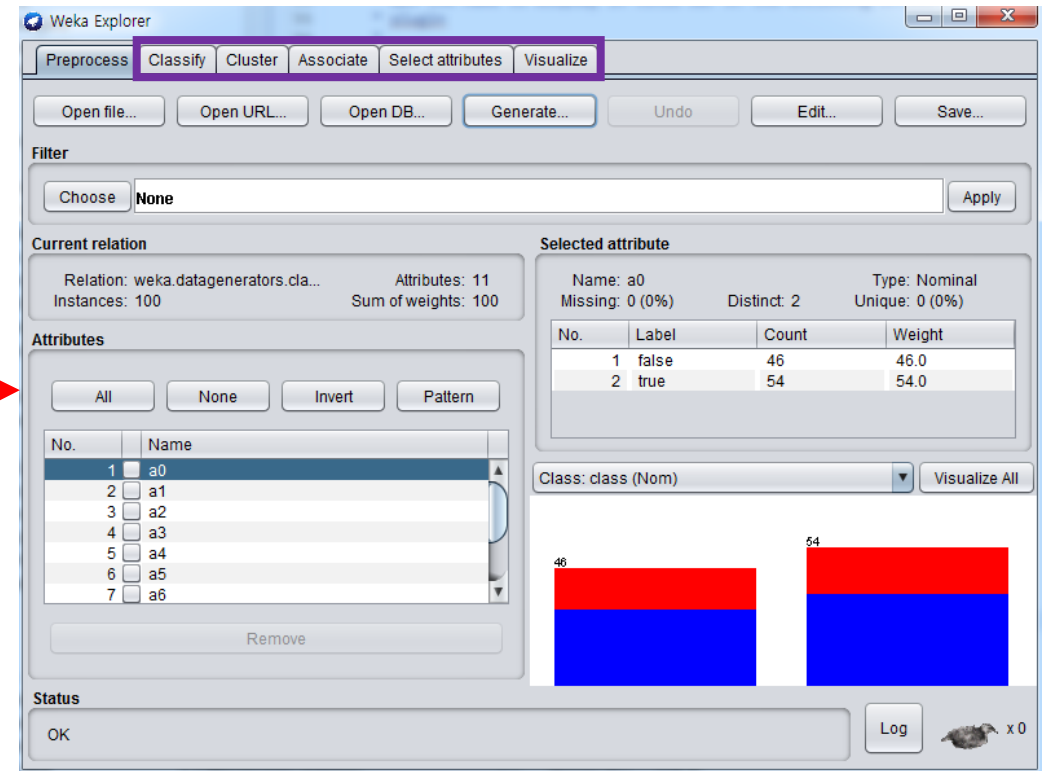 Weka Explorer
Preprocess Classify Cluster Associate Select attributes Visualize
Open file... Open URL... Open DB... Generate... Undo Edit... Save...
Filter
Choose None Apply
Current relation
Relation: weka.datagenerators.cla... Attributes: 11
Instances: 100 Sum of weights: 100
Attributes
All None Invert Pattern
No. Name
1 a0
2 a1
3 a2
4 a3
5 a4
6 a5
7 a6
Remove
Selected attribute
Name: a0 Type: Nominal
Missing: 0 (0%) Distinct: 2 Unique: 0 (0%)
No. Label Count Weight
1 false 46 46.0
2 true 54 54.0
Class: class (Nom) Visualize All
46 54
Status
OK Log x 0